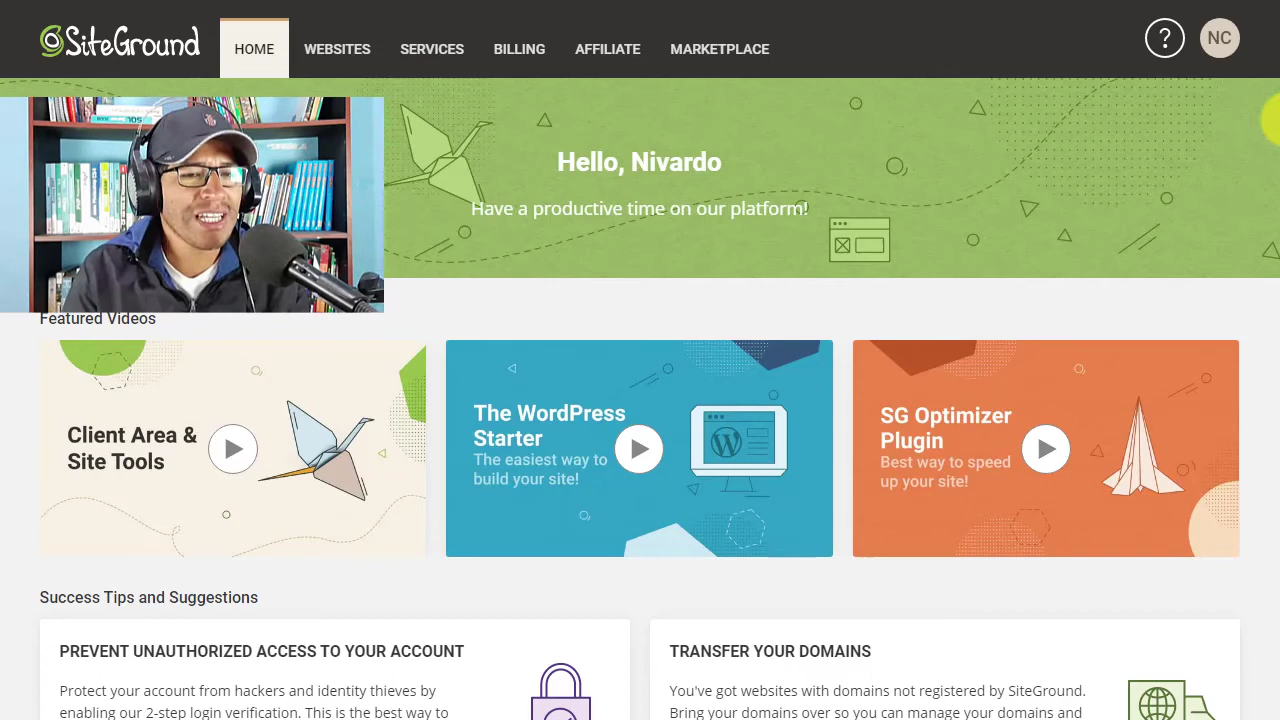 SiteGround
HOME
WEBSITES
SERVICES
BILLING
AFFILIATE
MARKETPLACE
?
NC
Hello, Nivardo
Have a productive time on our platform!
Featured Videos
Client Area &
Site Tools
The WordPress
Starter
The easiest way to
build your site!
SG Optimizer
Plugin
Best way to speed
up your site!
Success Tips and Suggestions
PREVENT UNAUTHORIZED ACCESS TO YOUR ACCOUNT
Protect your account from hackers and identity thieves by
enabling our 2-step login verification. This is the best way to
TRANSFER YOUR DOMAINS
You've got websites with domains not registered by SiteGround.
Bring your domains over so you can manage your domains and